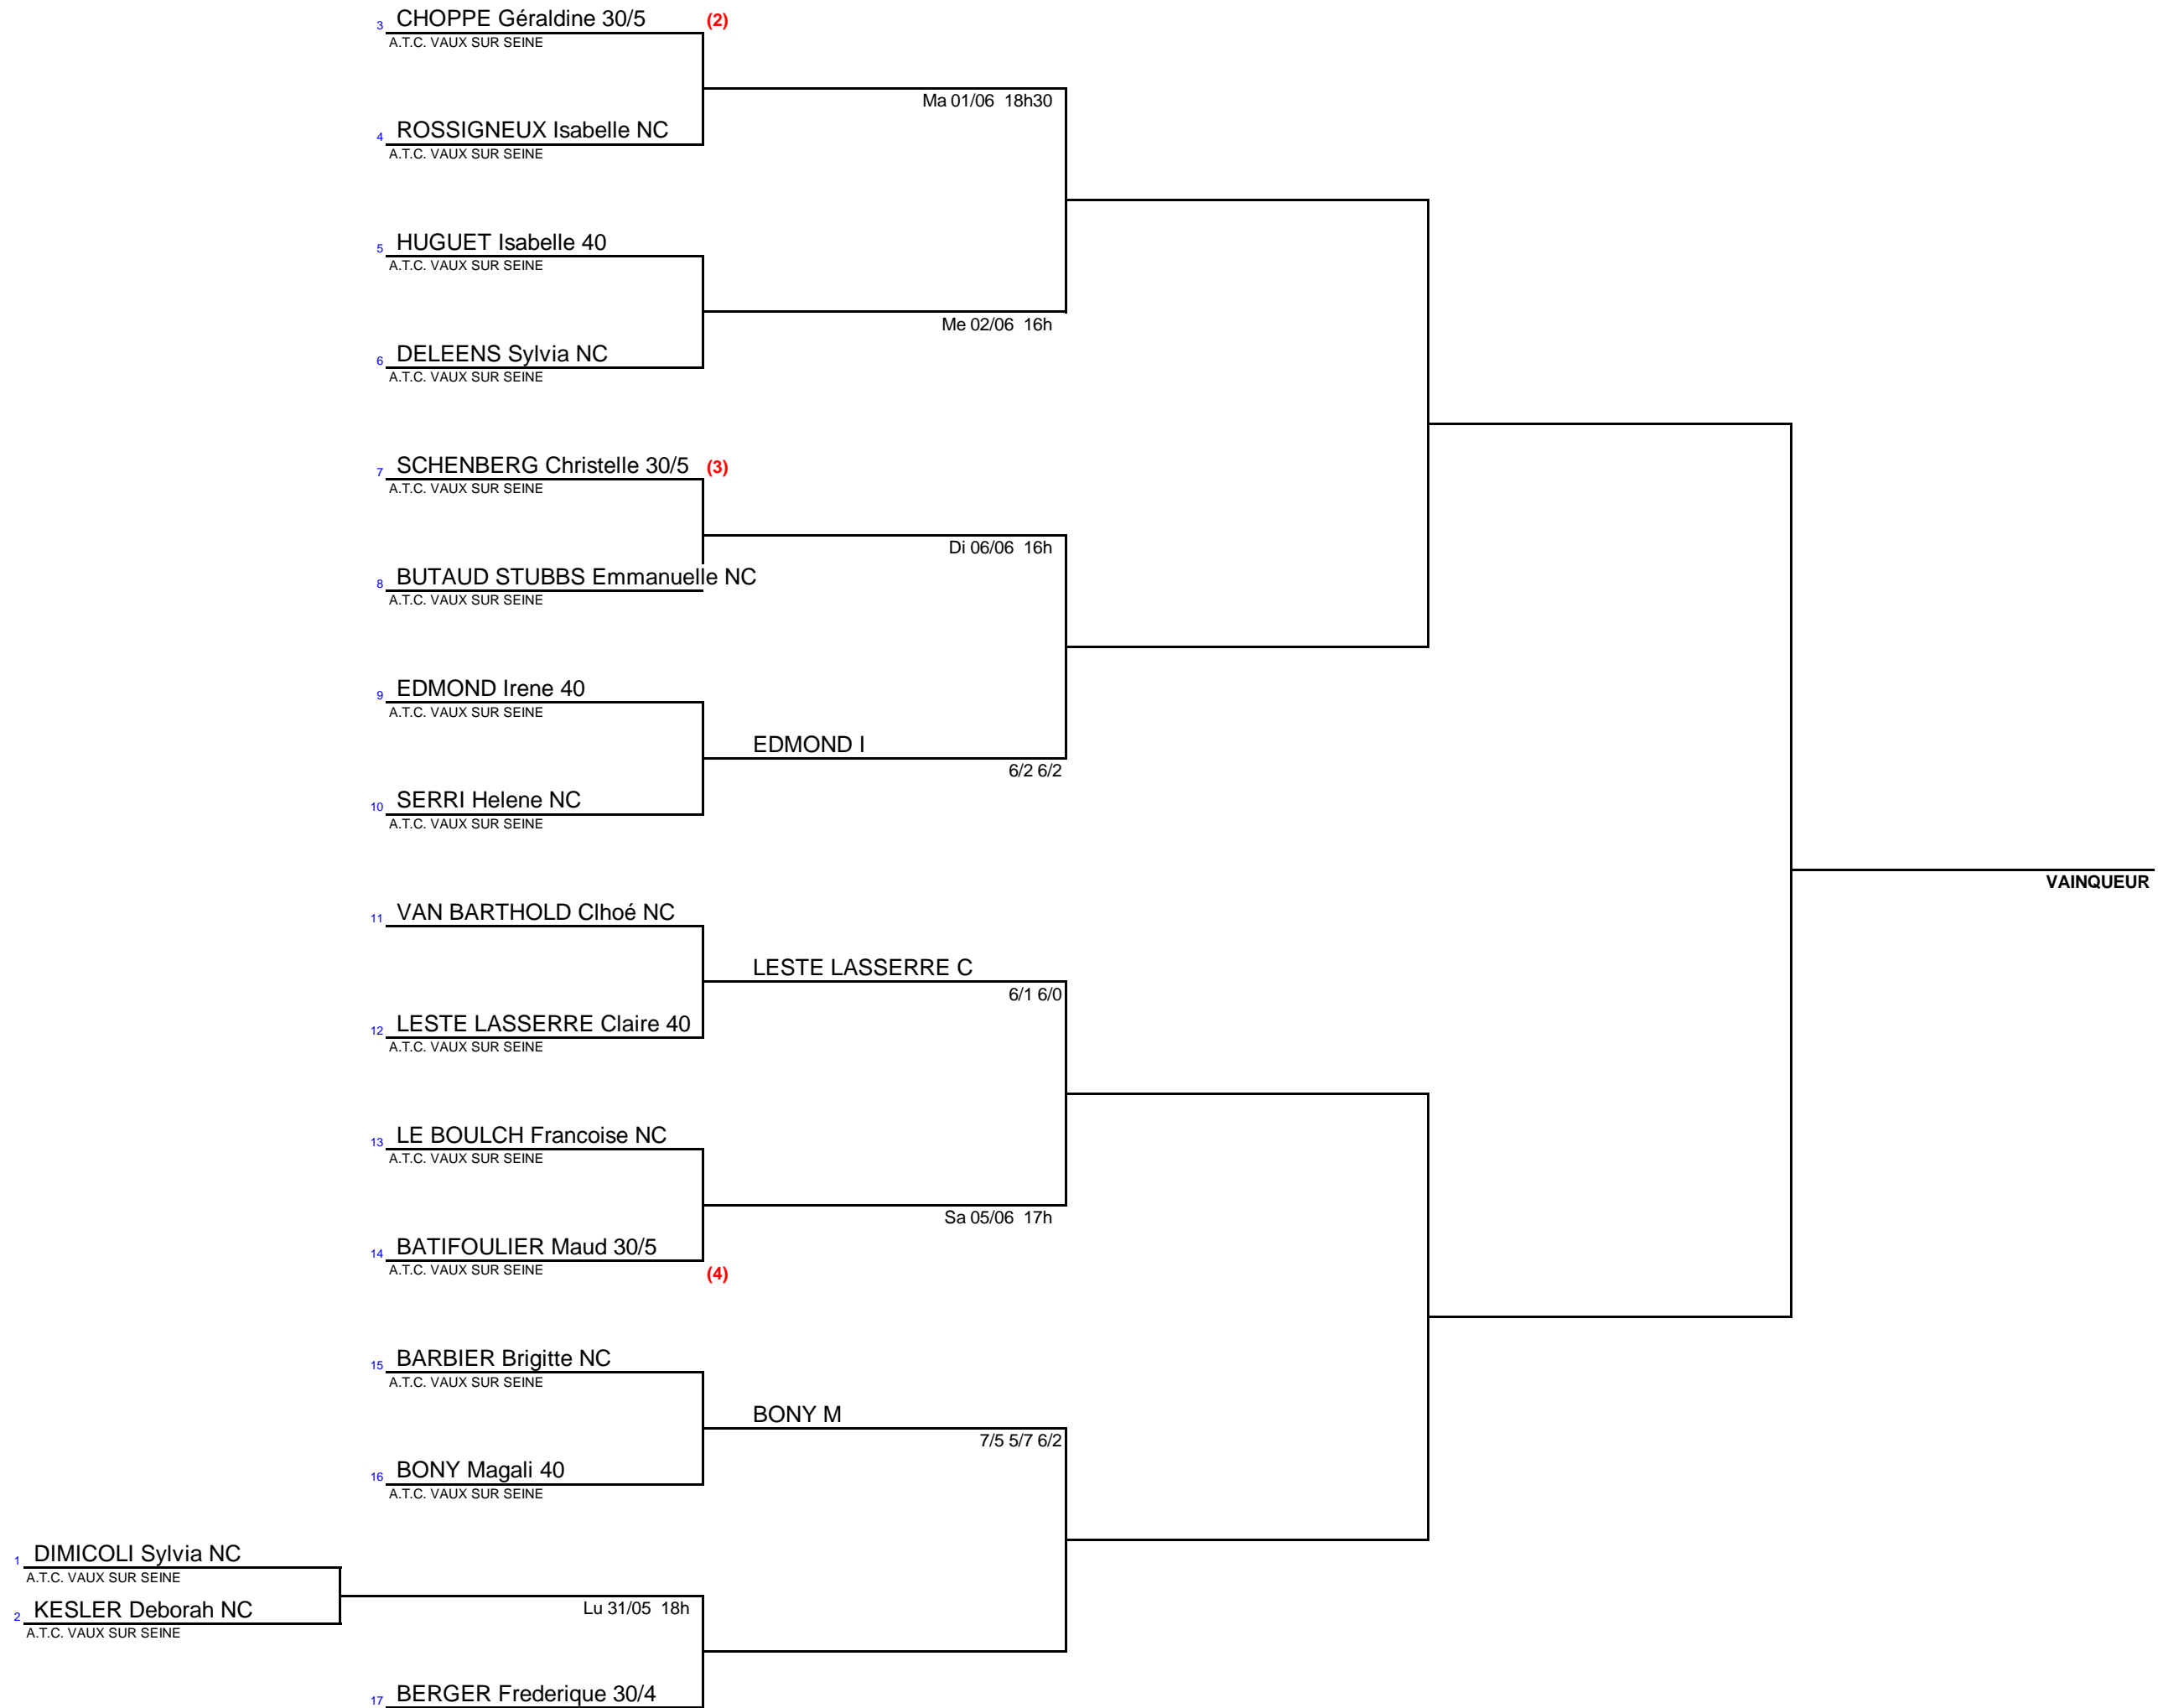 3 CHOPPE Géraldine 30/5 (2)
A.T.C. VAUX SUR SEINE
Ma 01/06 18h30
4 ROSSIGNEUX Isabelle NC
A.T.C. VAUX SUR SEINE
5 HUGUET Isabelle 40
A.T.C. VAUX SUR SEINE
Me 02/06 16h
6 DELEENS Sylvia NC
A.T.C. VAUX SUR SEINE
7 SCHENBERG Christelle 30/5 (3)
A.T.C. VAUX SUR SEINE
Di 06/06 16h
8 BUTAUD STUBBS Emmanuelle NC
A.T.C. VAUX SUR SEINE
9 EDMOND Irene 40
A.T.C. VAUX SUR SEINE
EDMOND I
6/2 6/2
10 SERRI Helene NC
A.T.C. VAUX SUR SEINE
VAINQUEUR
11 VAN BARTHOLD Clhoé NC
LESTE LASSERRE C
6/1 6/0
12 LESTE LASSERRE Claire 40
A.T.C. VAUX SUR SEINE
13 LE BOULCH Francoise NC
A.T.C. VAUX SUR SEINE
Sa 05/06 17h
14 BATIFOULIER Maud 30/5
A.T.C. VAUX SUR SEINE (4)
15 BARBIER Brigitte NC
A.T.C. VAUX SUR SEINE
BONY M
7/5 5/7 6/2
16 BONY Magali 40
A.T.C. VAUX SUR SEINE
1 DIMICOLI Sylvia NC
A.T.C. VAUX SUR SEINE
2 KESLER Deborah NC
A.T.C. VAUX SUR SEINE
Lu 31/05 18h
17 BERGER Frederique 30/4